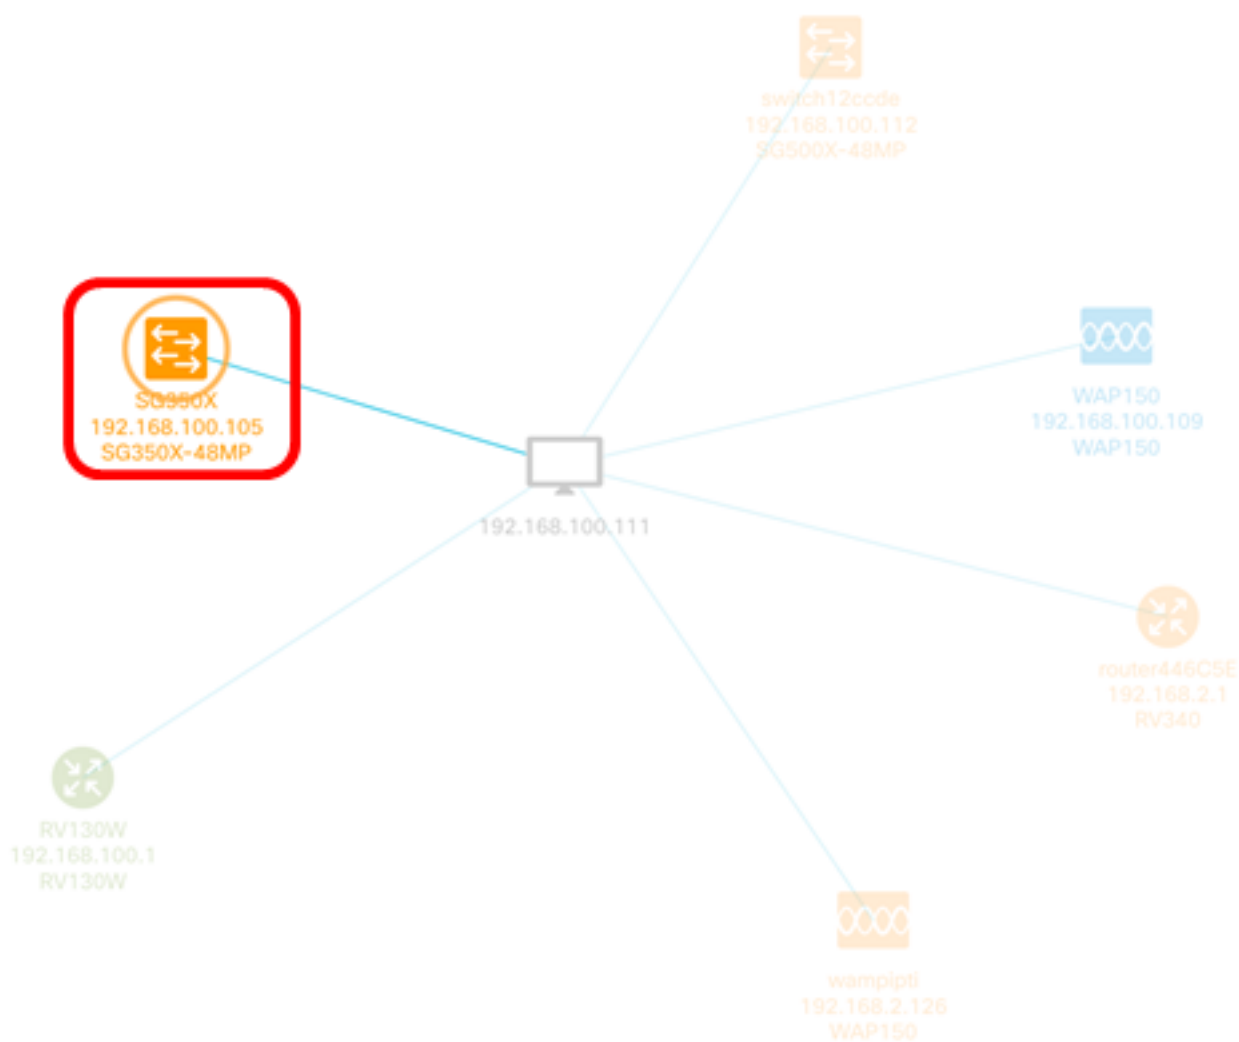 switch12ccde
192.168.100.112
SG500X-48MP
SG350X
192.168.100.105
SG350X-48MP
WAP150
192.168.100.109
WAP150
192.168.100.111
router446C5E
192.168.2.1
RV340
RV130W
192.168.100.1
RV130W
wampipti
192.168.2.126
WAP150